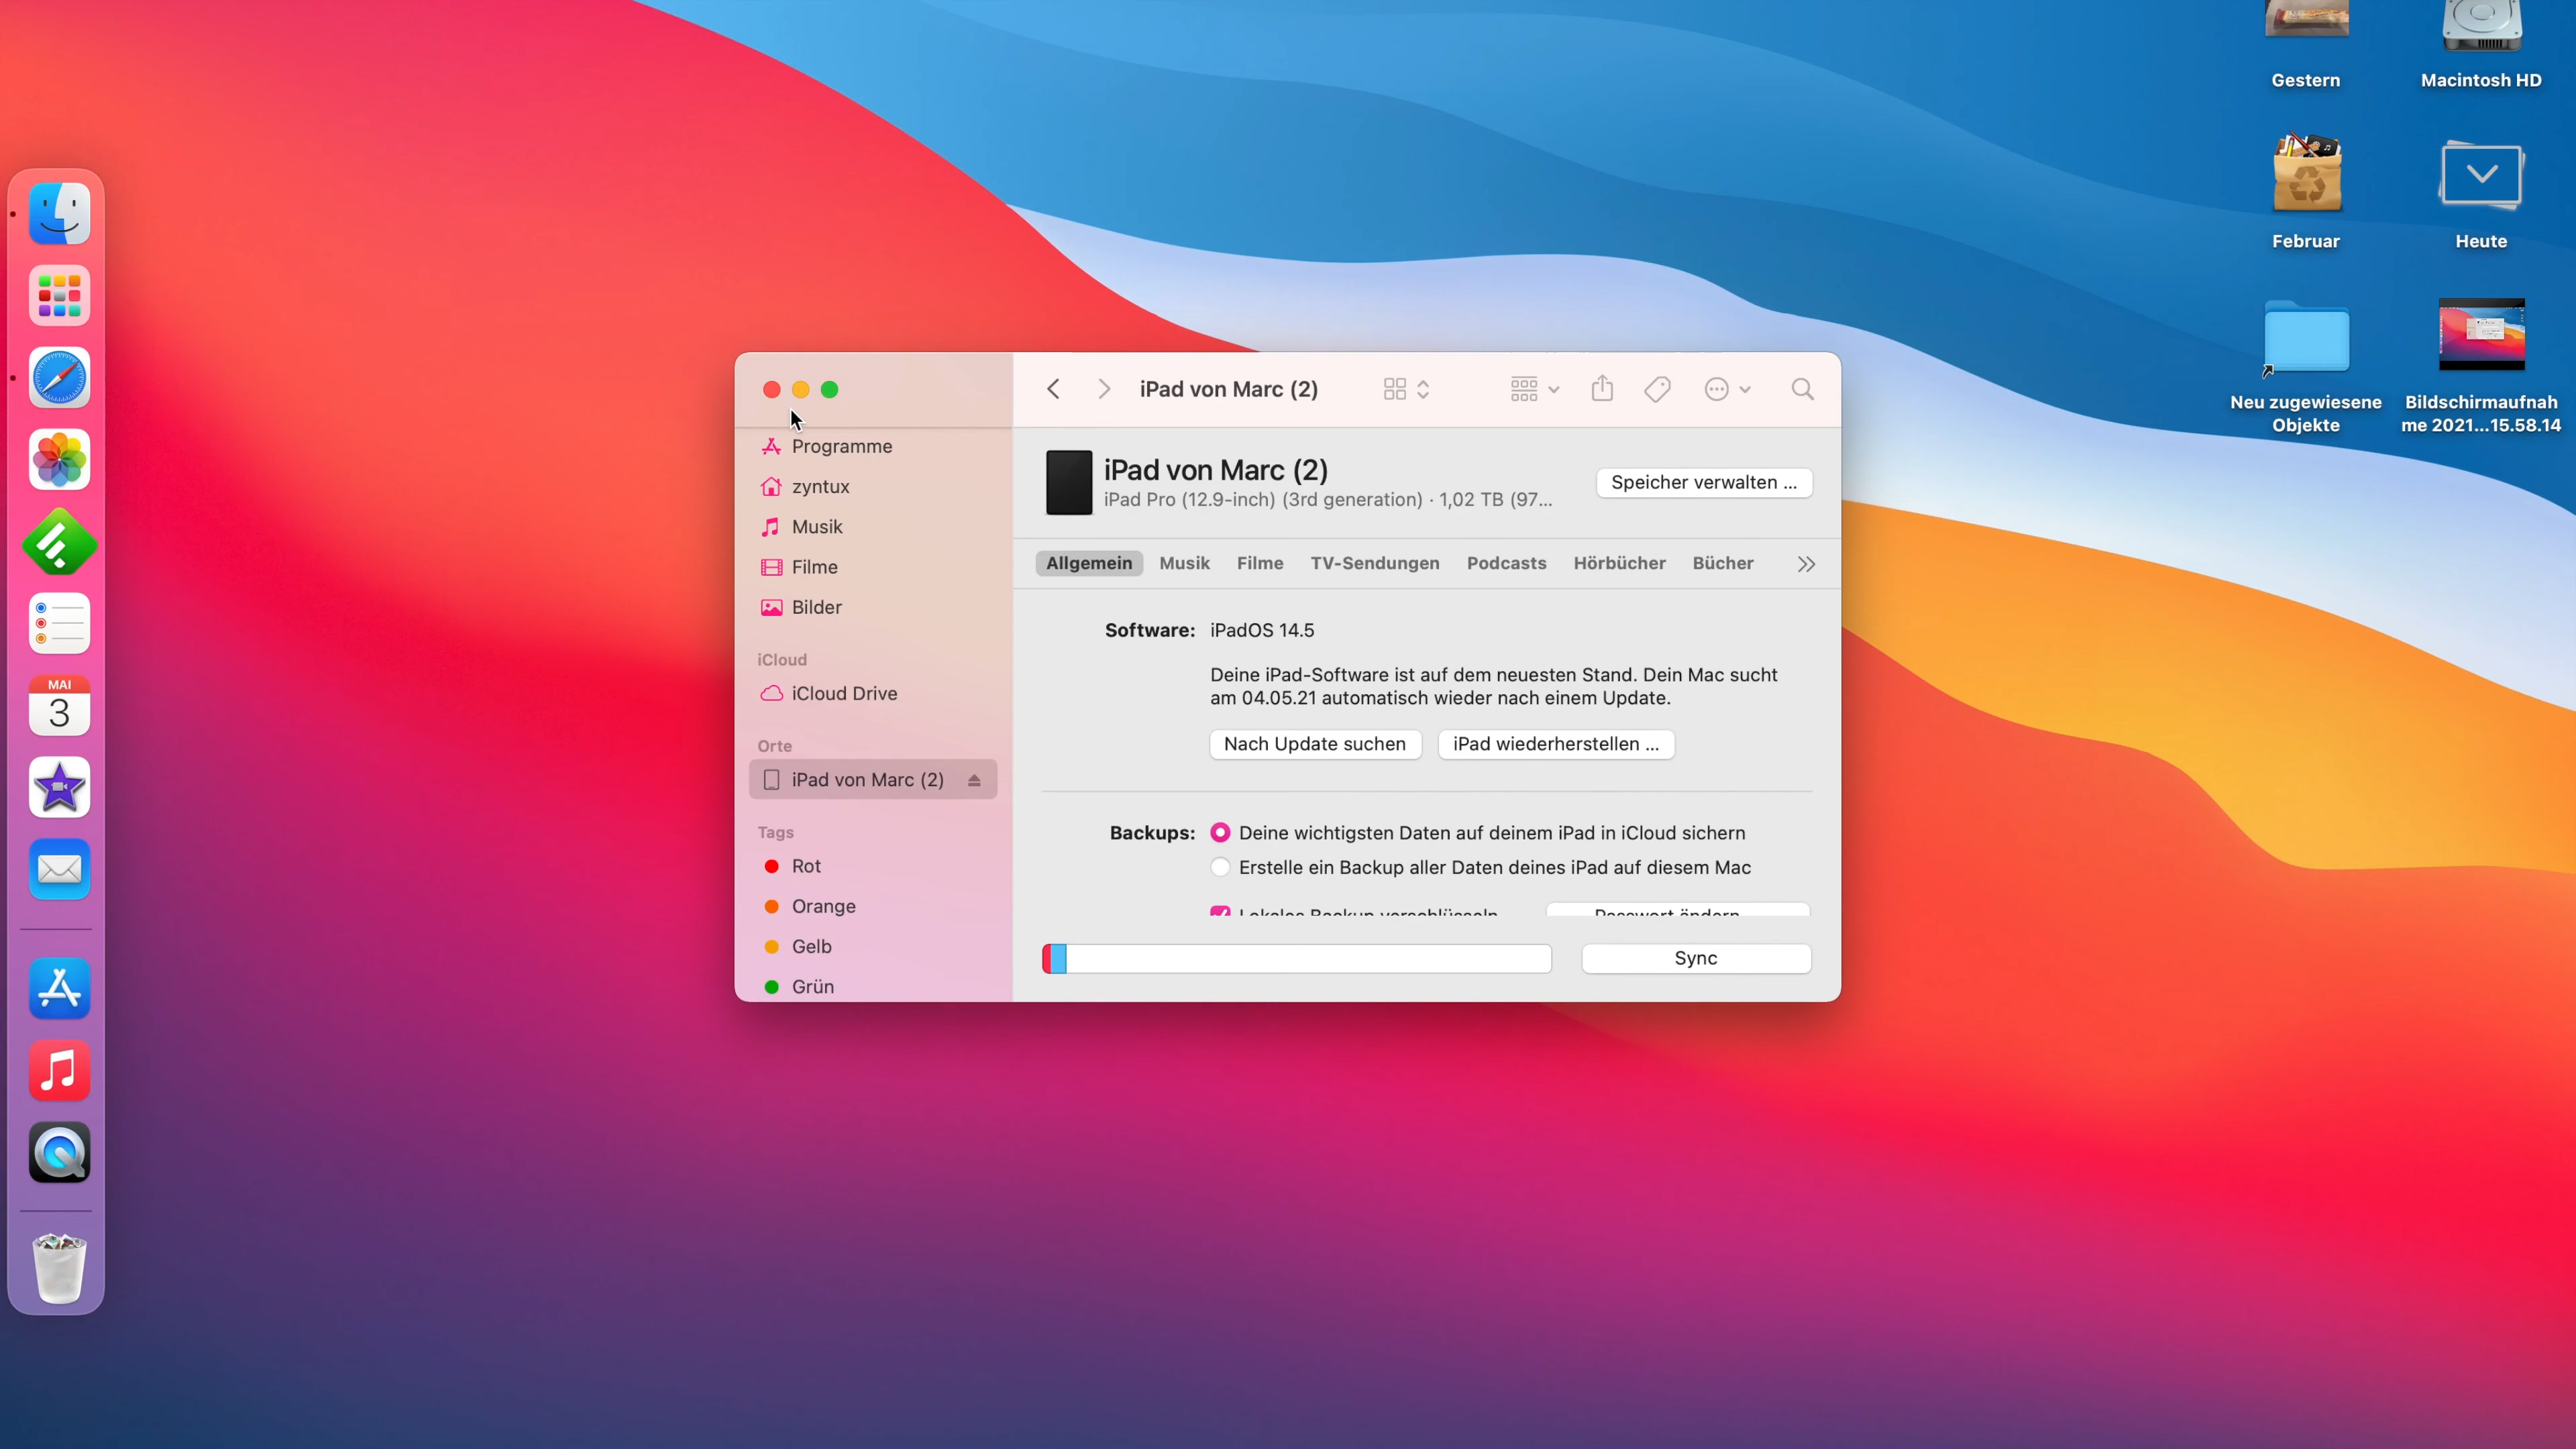 Gestern
Macintosh HD
Februar
Heute
Neu zugewiesene
Objekte
Bildschirmaufnah
me 2021...15.58.14
MAI
3
iPad von Marc (2)
Programme
zyntux
Musik
Filme
Bilder
iCloud
iCloud Drive
Orte
iPad von Marc (2)
Tags
Rot
Orange
Gelb
Grün
iPad von Marc (2)
iPad Pro (12.9-inch) (3rd generation) · 1,02 TB (97...
Speicher verwalten ...
Allgemein Musik Filme TV-Sendungen Podcasts Hörbücher Bücher
Software: iPadOS 14.5
Deine iPad-Software ist auf dem neuesten Stand. Dein Mac sucht
am 04.05.21 automatisch wieder nach einem Update.
Nach Update suchen iPad wiederherstellen ...
Backups: Deine wichtigsten Daten auf deinem iPad in iCloud sichern
Erstelle ein Backup aller Daten deines iPad auf diesem Mac
Lokales Backup verschlüsseln Passwort ändern
Sync